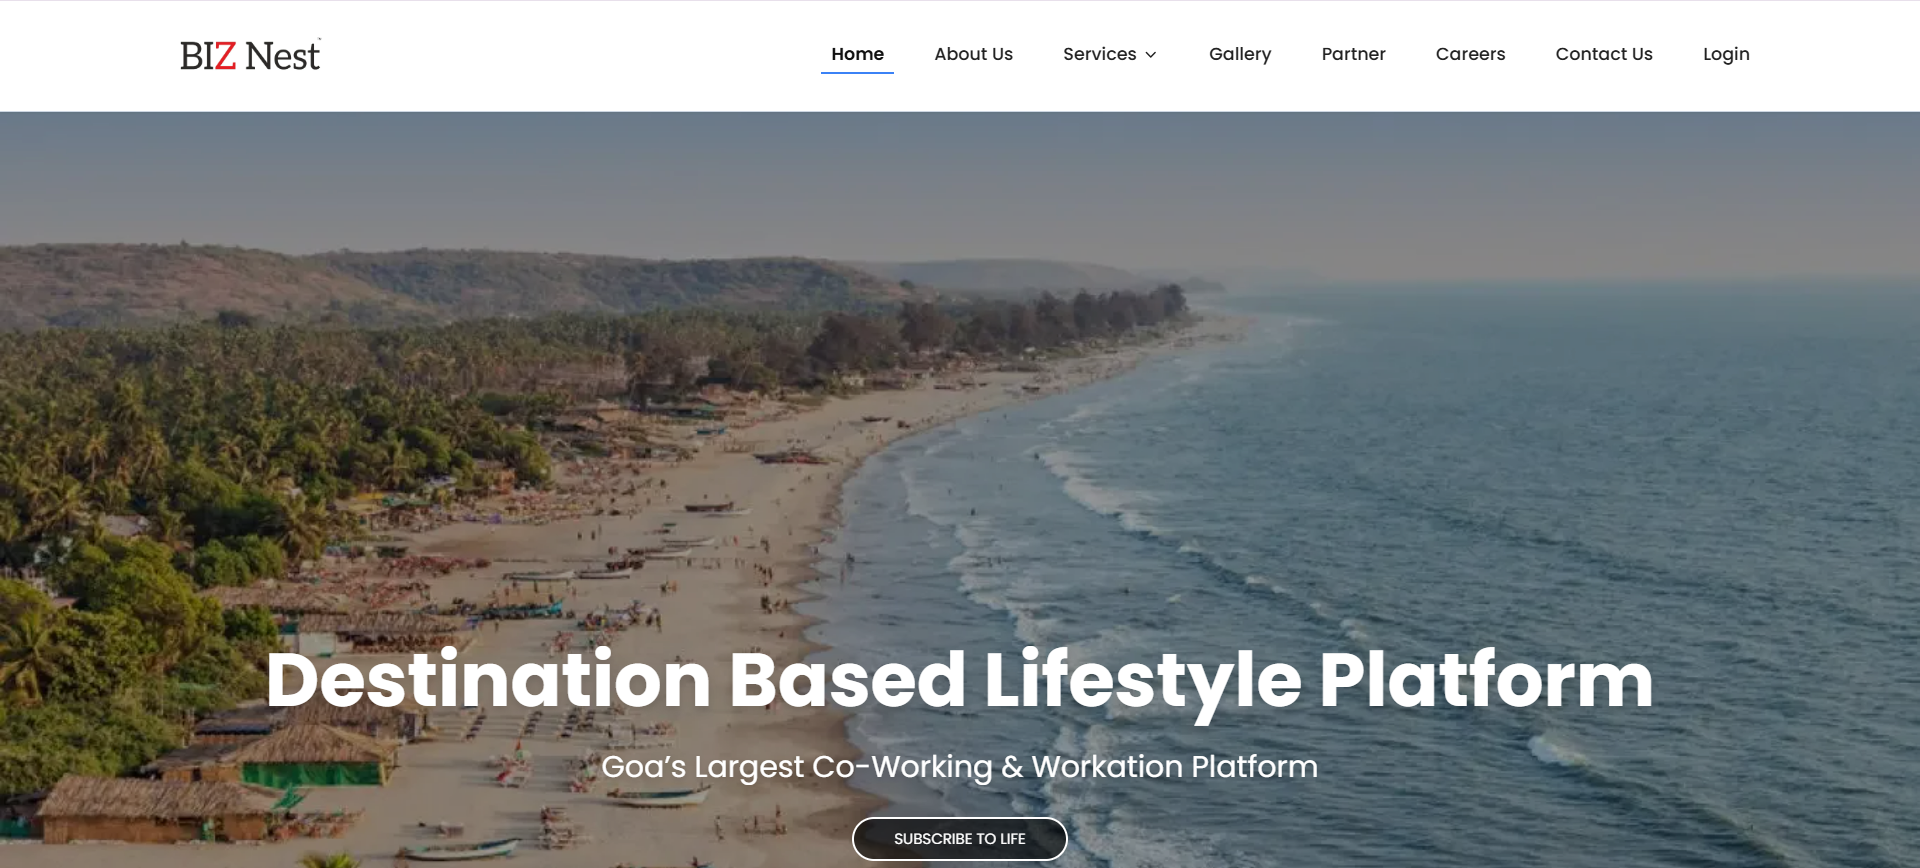 BIZ Nest
Home About Us Services Gallery Partner Careers Contact Us Login
Destination Based Lifestyle Platform
Goa's Largest Co-Working & Workation Platform
SUBSCRIBE TO LIFE